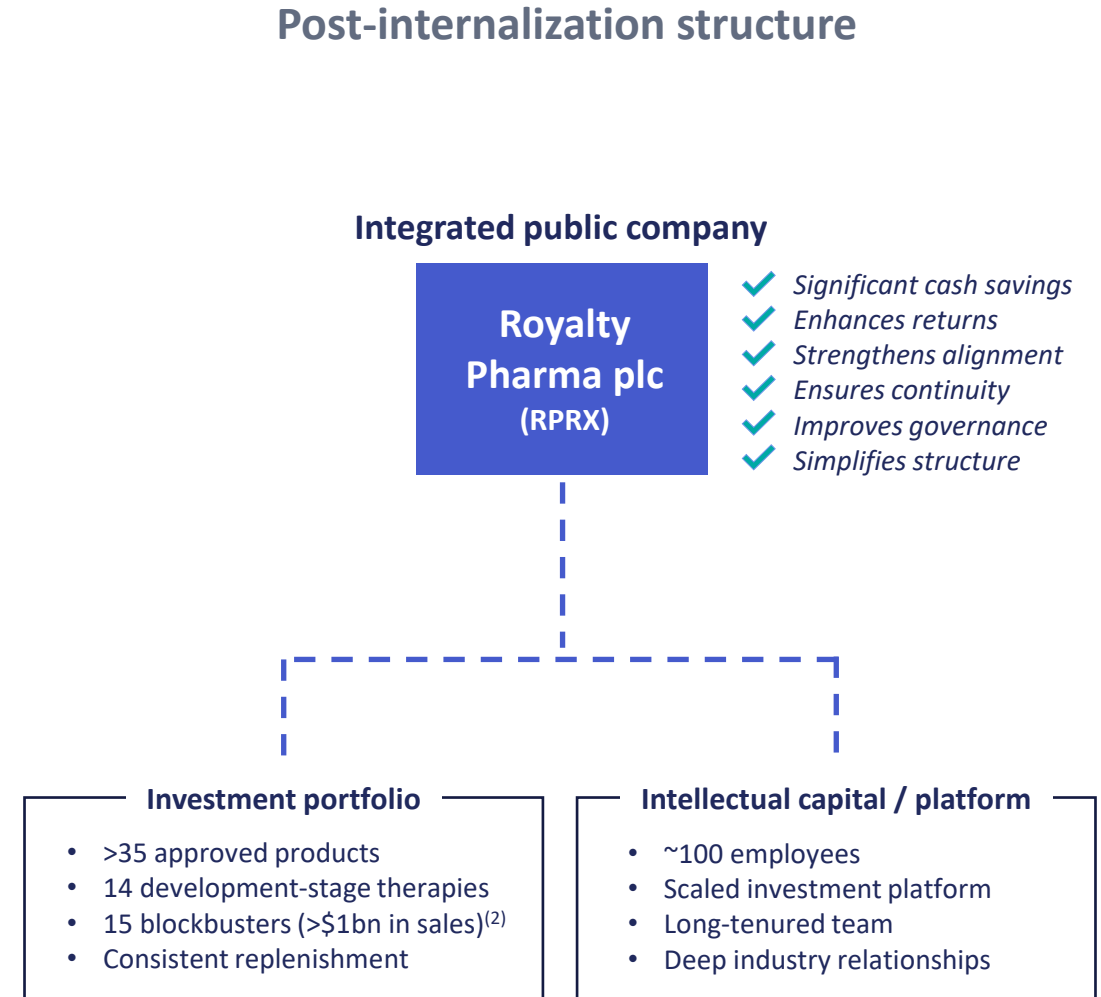 Post-internalization structure
Integrated public company
Royalty
Pharma plc
(RPRX)
Significant cash savings
Enhances returns
Strengthens alignment
Ensures continuity
Improves governance
Simplifies structure
Investment portfolio
• >35 approved products
• 14 development-stage therapies
• 15 blockbusters (>$1bn in sales)(2)
• Consistent replenishment
Intellectual capital / platform
• ~100 employees
• Scaled investment platform
• Long-tenured team
• Deep industry relationships